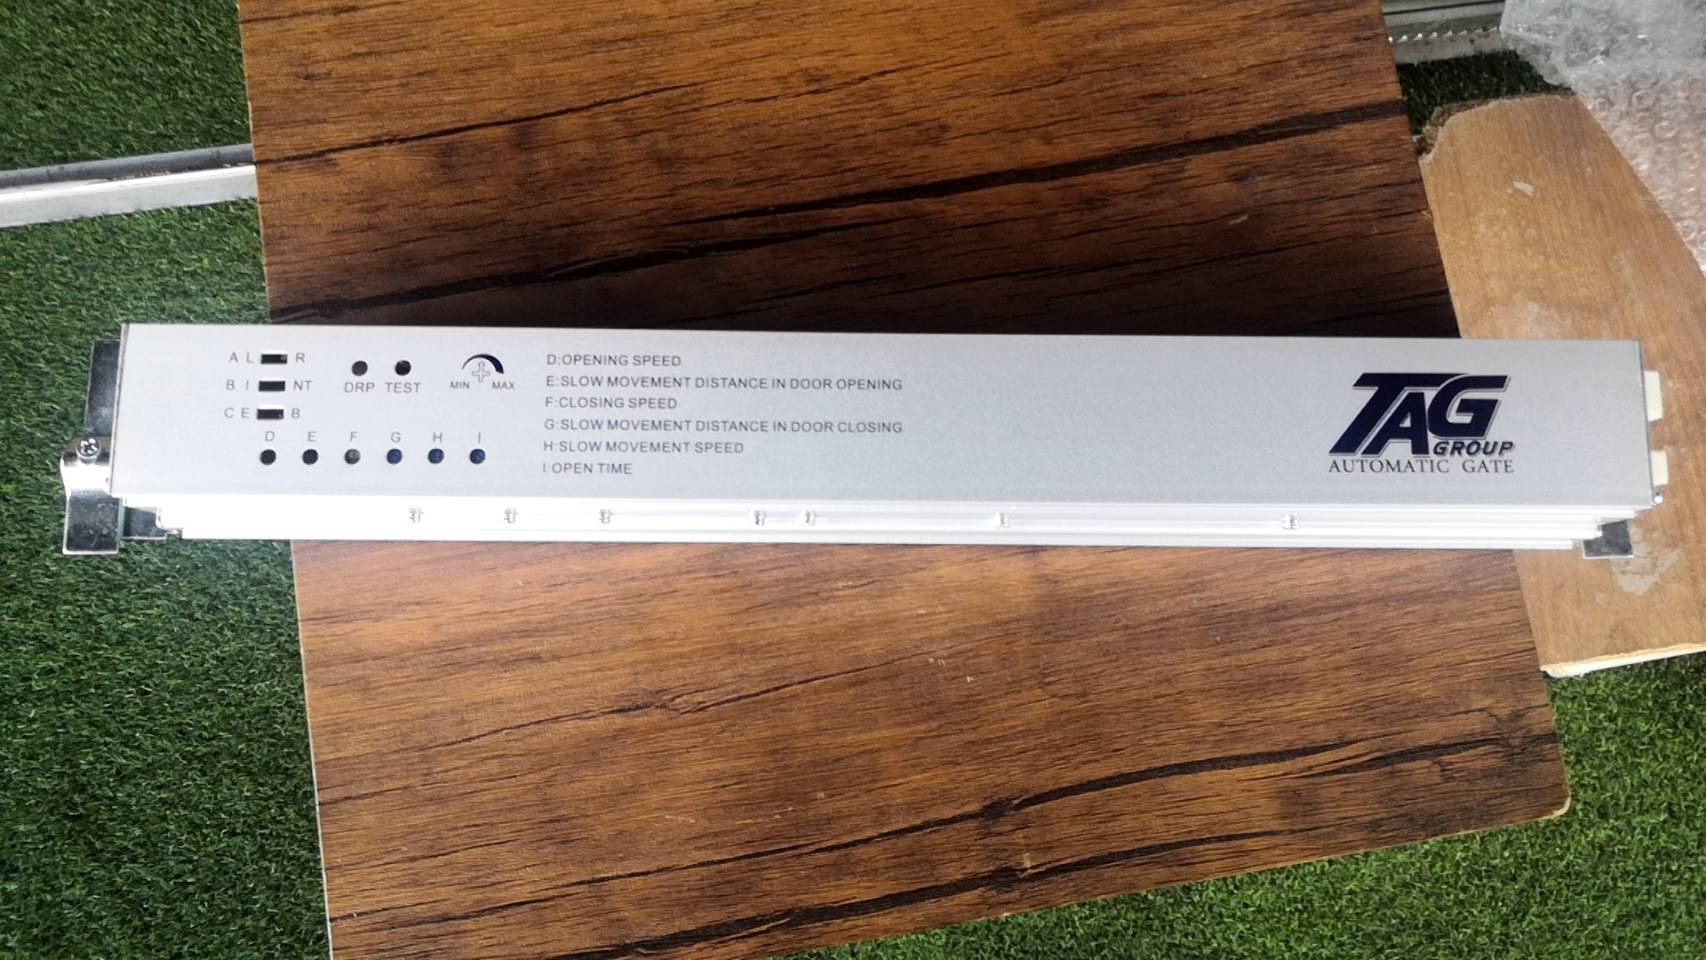 A L R
B I NT
C E B
DRP TEST
MIN MAX
D E F G H I
D:OPENING SPEED
E:SLOW MOVEMENT DISTANCE IN DOOR OPENING
F:CLOSING SPEED
G:SLOW MOVEMENT DISTANCE IN DOOR CLOSING
H:SLOW MOVEMENT SPEED
I:OPEN TIME
TAG
GROUP
AUTOMATIC GATE